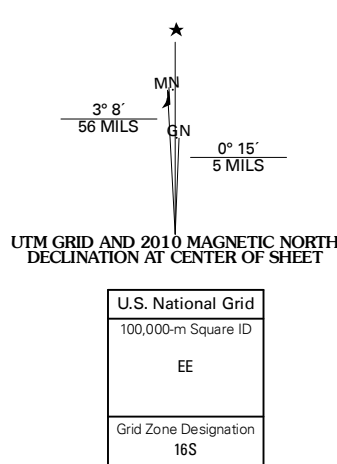 MN
3° 8´
56 MILS
GN
0° 15´
5 MILS
UTM GRID AND 2010 MAGNETIC NORTH
DECLINATION AT CENTER OF SHEET
U.S. National Grid
100,000-m Square ID
EE
Grid Zone Designation
16S